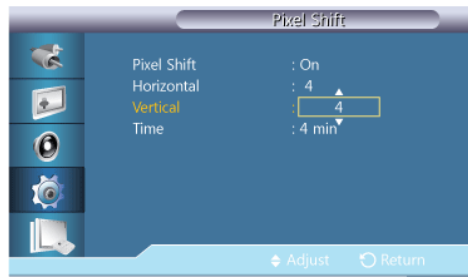 Pixel Shift
Pixel Shift : On
Horizontal : 4
Vertical : 4
Time : 4 min
Adjust Return